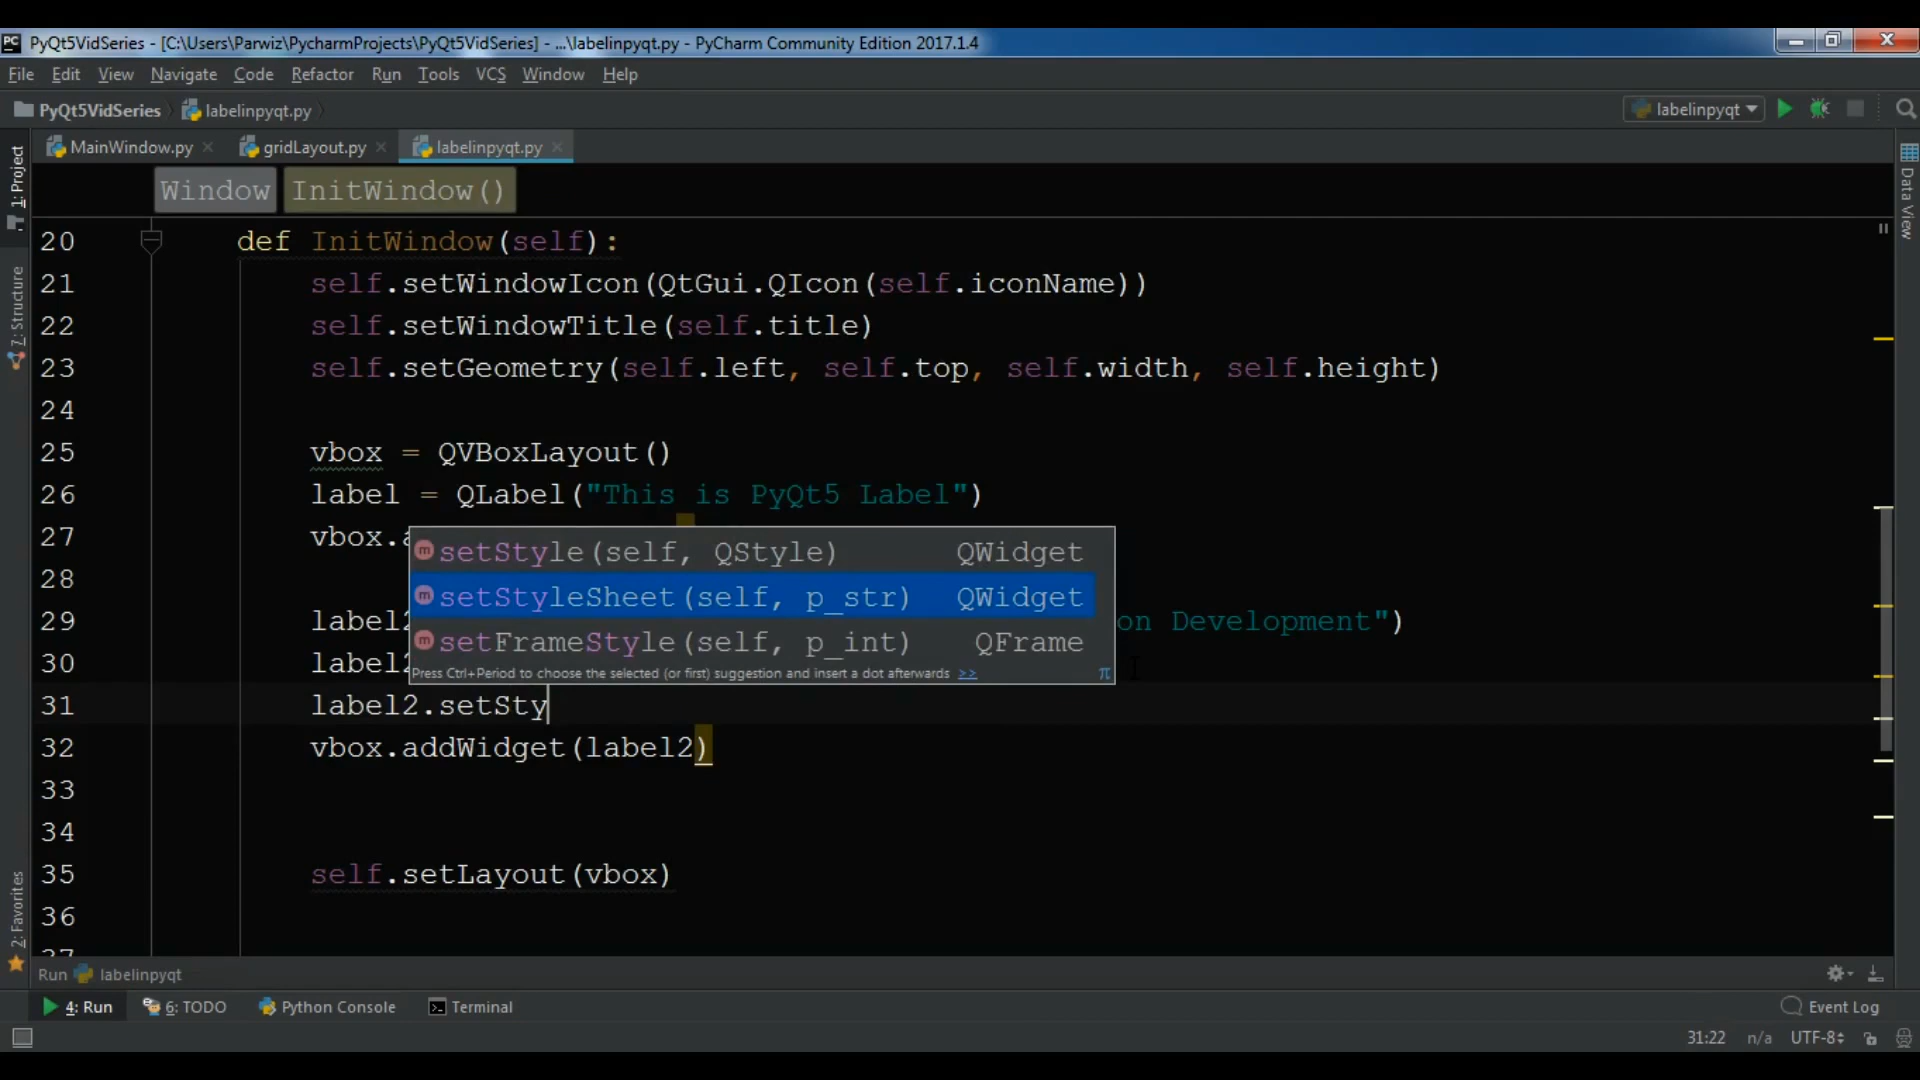 PyQt5VidSeries - [C:\Users\Parwiz\PycharmProjects\PyQt5VidSeries] - ...\labelinpyqt.py - PyCharm Community Edition 2017.1.4
File Edit View Navigate Code Refactor Run Tools VCS Window Help
PyQt5VidSeries labelinpyqt.py labelinpyqt
MainWindow.py gridLayout.py labelinpyqt.py
Window InitWindow()
1: Project
7: Structure
2: Favorites
Data View
20 def InitWindow(self):
21 self.setWindowIcon(QtGui.QIcon(self.iconName))
22 self.setWindowTitle(self.title)
23 self.setGeometry(self.left, self.top, self.width, self.height)
24
25 vbox = QVBoxLayout()
26 label = QLabel("This is PyQt5 Label")
27 vbox.a
setStyle(self, QStyle) QWidget
28
setStyleSheet(self, p_str) QWidget
29 label2 on Development")
setFrameStyle(self, p_int) QFrame
30 label2
Press Ctrl+Period to choose the selected (or first) suggestion and insert a dot afterwards >> π
31 label2.setSty
32 vbox.addWidget(label2)
33
34
35 self.setLayout(vbox)
36
37
Run labelinpyqt
4: Run 6: TODO Python Console Terminal Event Log
31:22 n/a UTF-8